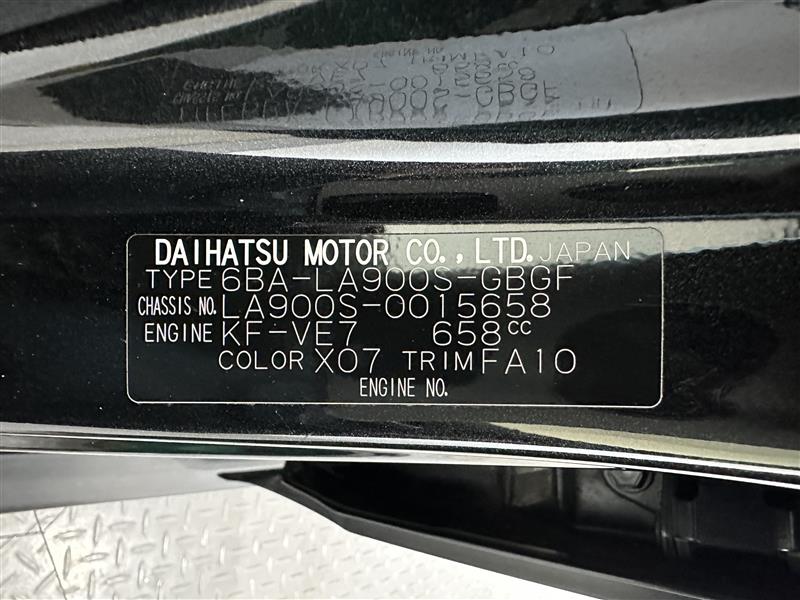 DAIHATSU MOTOR CO., LTD. JAPAN
TYPE 6BA-LA900S-GBGF
CHASSIS NO. LA900S-0015658
ENGINE KF-VE7 658cc
COLOR X07 TRIM FA10
ENGINE NO.